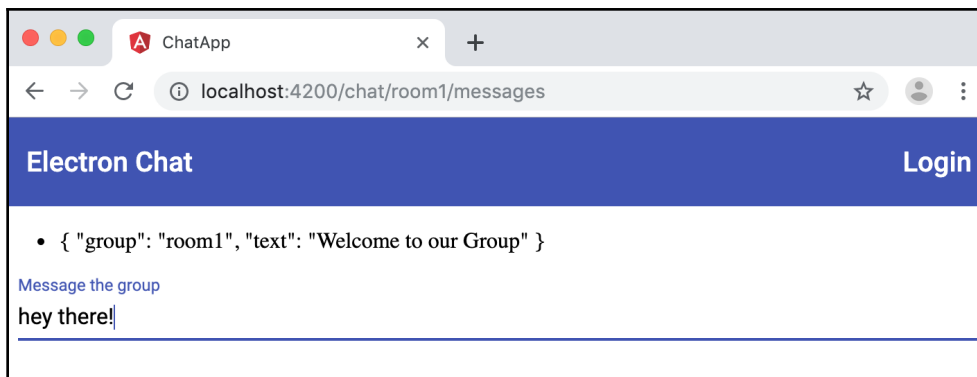 ChatApp
localhost:4200/chat/room1/messages
Electron Chat Login
• { "group": "room1", "text": "Welcome to our Group" }
Message the group
hey there!